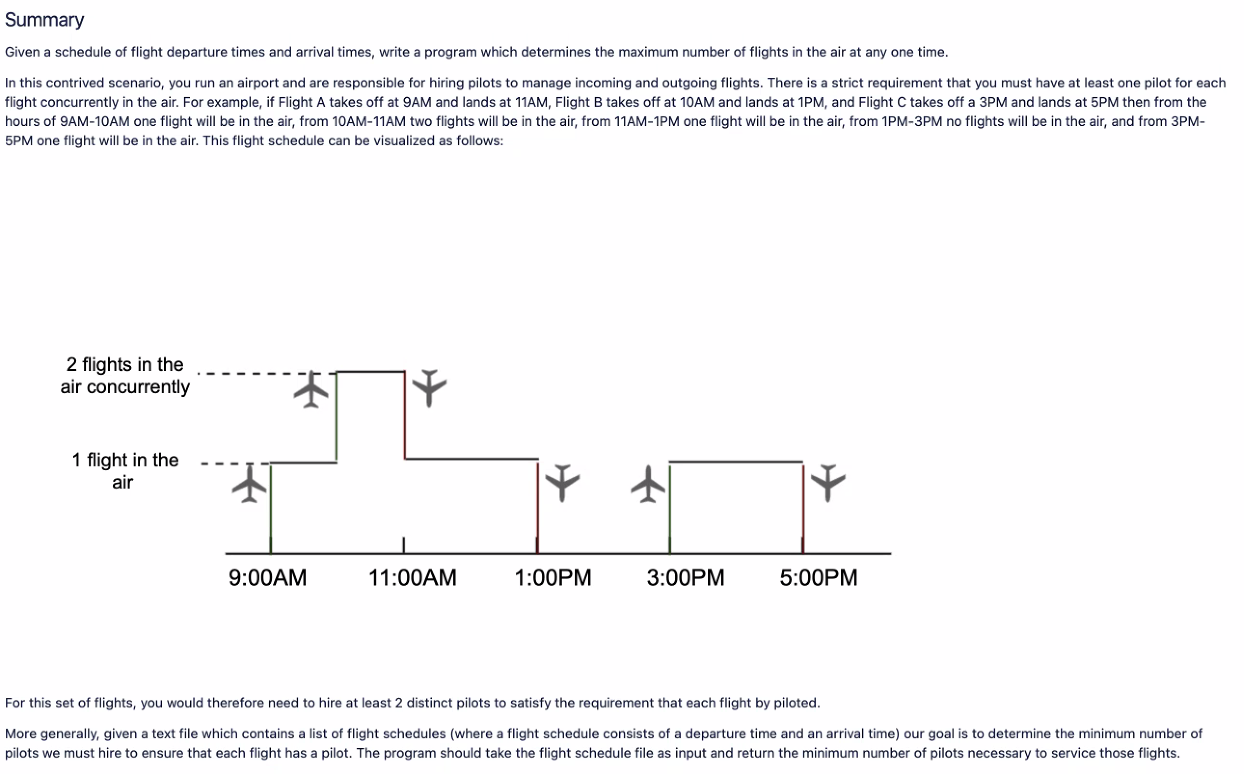 Summary
Given a schedule of flight departure times and arrival times, write a program which determines the maximum number of flights in the air at any one time.
In this contrived scenario, you run an airport and are responsible for hiring pilots to manage incoming and outgoing flights. There is a strict requirement that you must have at least one pilot for each
flight concurrently in the air. For example, if Flight A takes off at 9AM and lands at 11AM, Flight B takes off at 10AM and lands at 1PM, and Flight C takes off a 3PM and lands at 5PM then from the
hours of 9AM-10AM one flight will be in the air, from 10AM-11AM two flights will be in the air, from 11AM-1PM one flight will be in the air, from 1PM-3PM no flights will be in the air, and from 3PM-
5PM one flight will be in the air. This flight schedule can be visualized as follows:
2 flights in the
air concurrently
1 flight in the
air
9:00AM 11:00AM 1:00PM 3:00PM 5:00PM
For this set of flights, you would therefore need to hire at least 2 distinct pilots to satisfy the requirement that each flight by piloted.
More generally, given a text file which contains a list of flight schedules (where a flight schedule consists of a departure time and an arrival time) our goal is to determine the minimum number of
pilots we must hire to ensure that each flight has a pilot. The program should take the flight schedule file as input and return the minimum number of pilots necessary to service those flights.